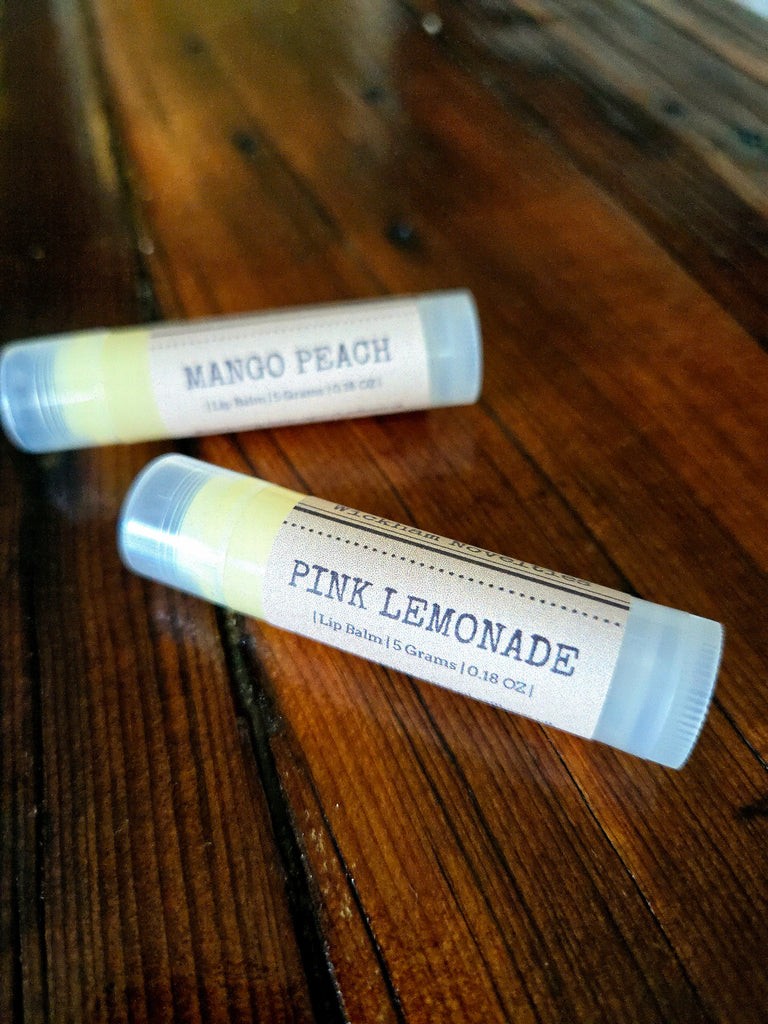 MANGO PEACH
| Lip Balm | 5 Grams | 0.18 OZ |
Wickham Novelties
PINK LEMONADE
| Lip Balm | 5 Grams | 0.18 OZ |